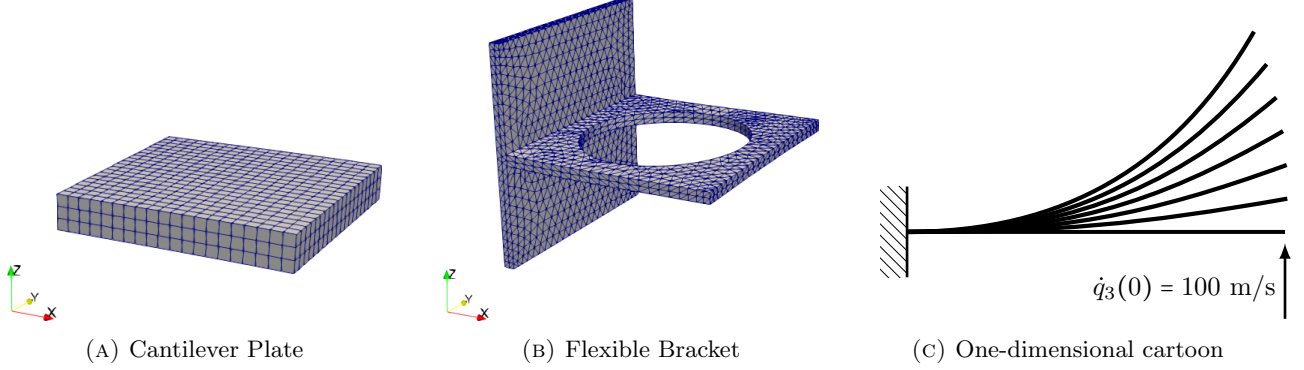 Z
Y
X
Z
Y
X
q̇₃(0) = 100 m/s
(A) Cantilever Plate
(B) Flexible Bracket
(C) One-dimensional cartoon